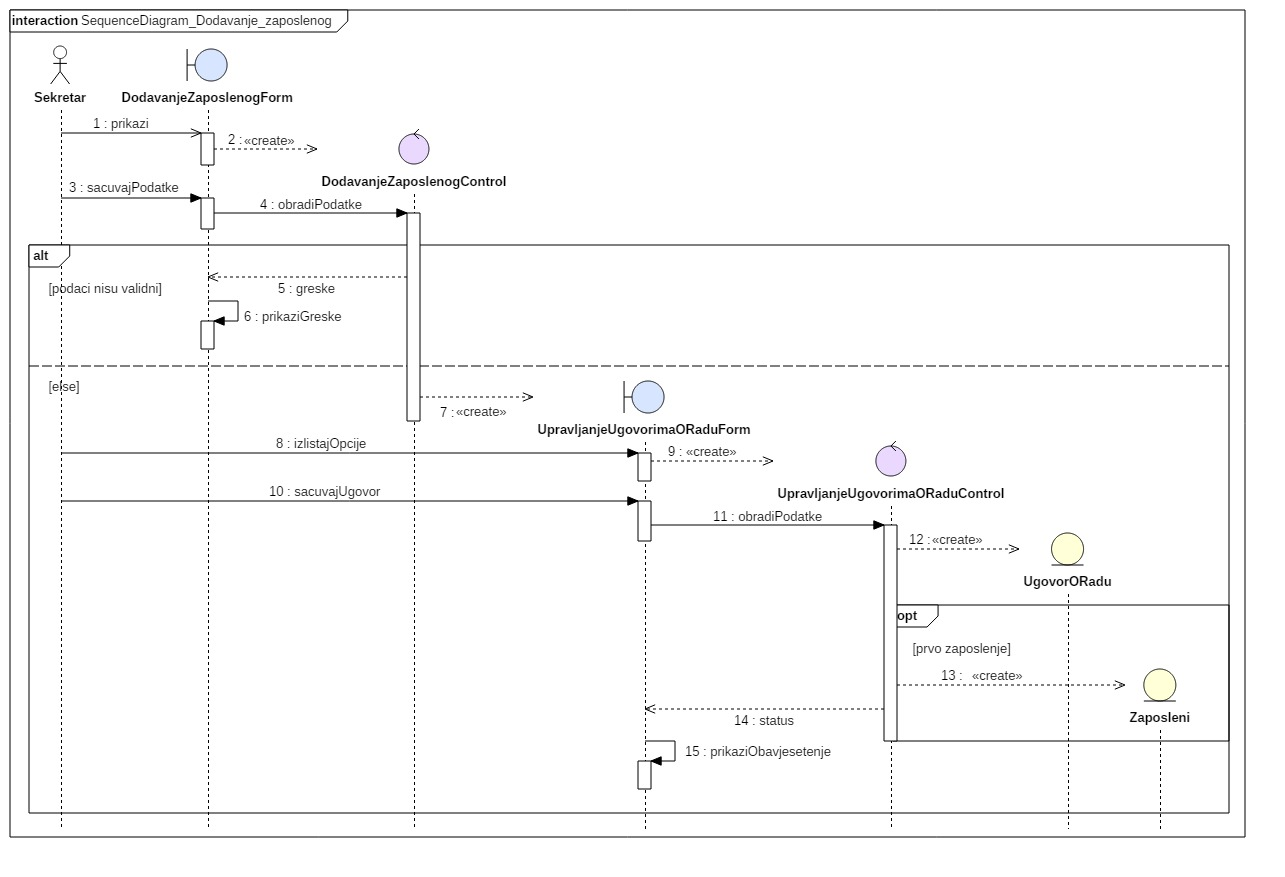 interaction SequenceDiagram_Dodavanje_zaposlenog
Sekretar
DodavanjeZaposlenogForm
1 : prikazi
2 : «create»
DodavanjeZaposlenogControl
3 : sacuvajPodatke
4 : obradiPodatke
alt
[podaci nisu validni]
5 : greske
6 : prikaziGreske
[else]
7 : «create»
UpravljanjeUgovorimaORaduForm
8 : izlistajOpcije
9 : «create»
UpravljanjeUgovorimaORaduControl
10 : sacuvajUgovor
11 : obradiPodatke
12 : «create»
UgovorORadu
opt
[prvo zaposlenje]
13 : «create»
Zaposleni
14 : status
15 : prikaziObavjesetenje